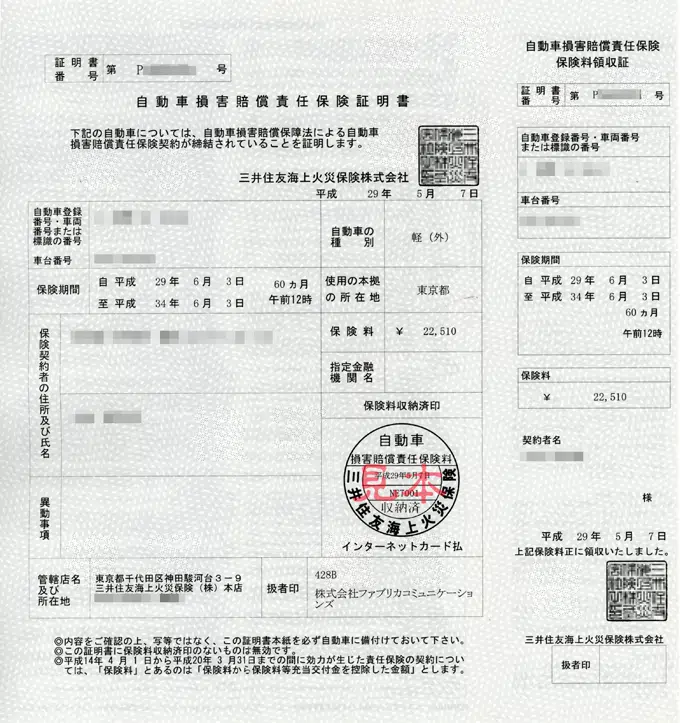 証明書
番　号
第　P　　　　号
自動車損害賠償責任保険証明書
下記の自動車については、自動車損害賠償保障法による自動車
損害賠償責任保険契約が締結されていることを証明します。
三井住友海上火災保険株式会社
平成　29年　5月　7日
自動車登録
番号・車両
番号または
標識の番号
車台番号
自動車の
種　別
軽（外）
保険期間
自 平成　29年　6月　3日
至 平成　34年　6月　3日
60ヵ月
午前12時
使用の本拠
の所在地
東京都
保険契約者の住所及び氏名
保険料
¥　22,510
指定金融
機関名
保険料収納済印
自動車
損害賠償責任保険料
平成29年5月7日
NET001
収納済
三井住友海上火災保険
見本
インターネットカード払
異動事項
管轄店名
及び
所在地
東京都千代田区神田駿河台3－9
三井住友海上火災保険（株）本店
扱者印
428B
株式会社ファブリカコミュニケーショ
ンズ
◎内容をご確認の上、写等ではなく、この証明書本紙を必ず自動車に備付けておいて下さい。
◎この証明書に保険料収納済印のないものは無効です。
◎平成14年4月1日から平成20年3月31日までの間に効力が生じた責任保険の契約につい
ては、「保険料」とあるのは「保険料から保険料等充当交付金を控除した金額」とします。
自動車損害賠償責任保険
保険料領収証
証明書
番　号
第　P　　　　号
自動車登録番号・車両番号
または標識の番号
車台番号
保険期間
自 平成　29年　6月　3日
至 平成　34年　6月　3日
60ヵ月
午前12時
保険料
¥　22,510
契約者名
様
平成　29年　5月　7日
上記保険料正に領収いたしました。
三井住友海上火災保険株式会社
扱者印